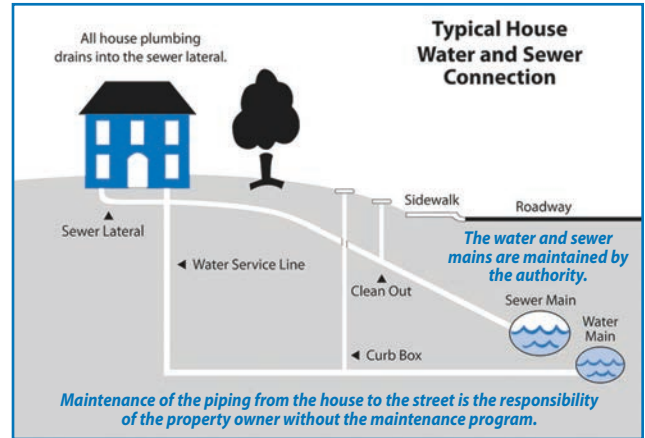 Typical House
Water and Sewer
Connection
All house plumbing
drains into the sewer lateral.
Sidewalk
Roadway
Sewer Lateral
The water and sewer
mains are maintained by
the authority.
Water Service Line
Clean Out
Sewer Main
Water
Main
Curb Box
Maintenance of the piping from the house to the street is the responsibility
of the property owner without the maintenance program.